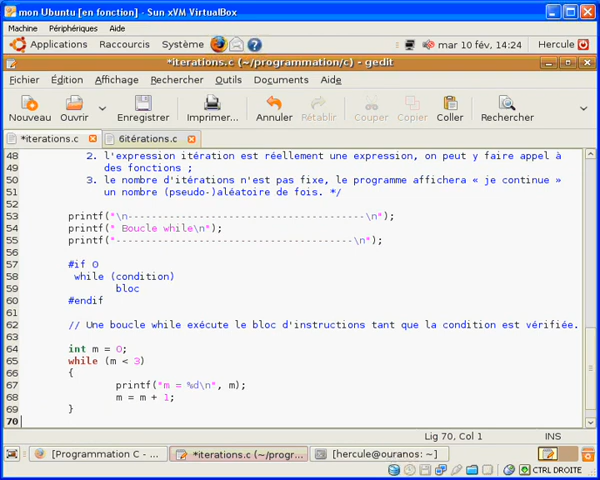 mon Ubuntu [en fonction] - Sun xVM VirtualBox
Machine Périphériques Aide
Applications Raccourcis Système mar 10 fév, 14:24 Hercule
*iterations.c (~/programmation/c) - gedit
Fichier Édition Affichage Rechercher Outils Documents Aide
Nouveau Ouvrir Enregistrer Imprimer... Annuler Rétablir Couper Copier Coller Rechercher
*iterations.c 6itérations.c
48 2. l'expression itération est réellement une expression, on peut y faire appel à
49 des fonctions ;
50 3. le nombre d'itérations n'est pas fixe, le programme affichera « je continue »
51 un nombre (pseudo-)aléatoire de fois. */
52
53 printf("\n-----------------------------------------\n");
54 printf(" Boucle while\n");
55 printf("-----------------------------------------\n");
56
57 #if 0
58 while (condition)
59 bloc
60 #endif
61
62 // Une boucle while exécute le bloc d'instructions tant que la condition est vérifiée.
63
64 int m = 0;
65 while (m < 3)
66 {
67 printf("m = %d\n", m);
68 m = m + 1;
69 }
70
Lig 70, Col 1 INS
[Programmation C - ... *iterations.c (~/progr... [hercule@ouranos: ~]
CTRL DROITE